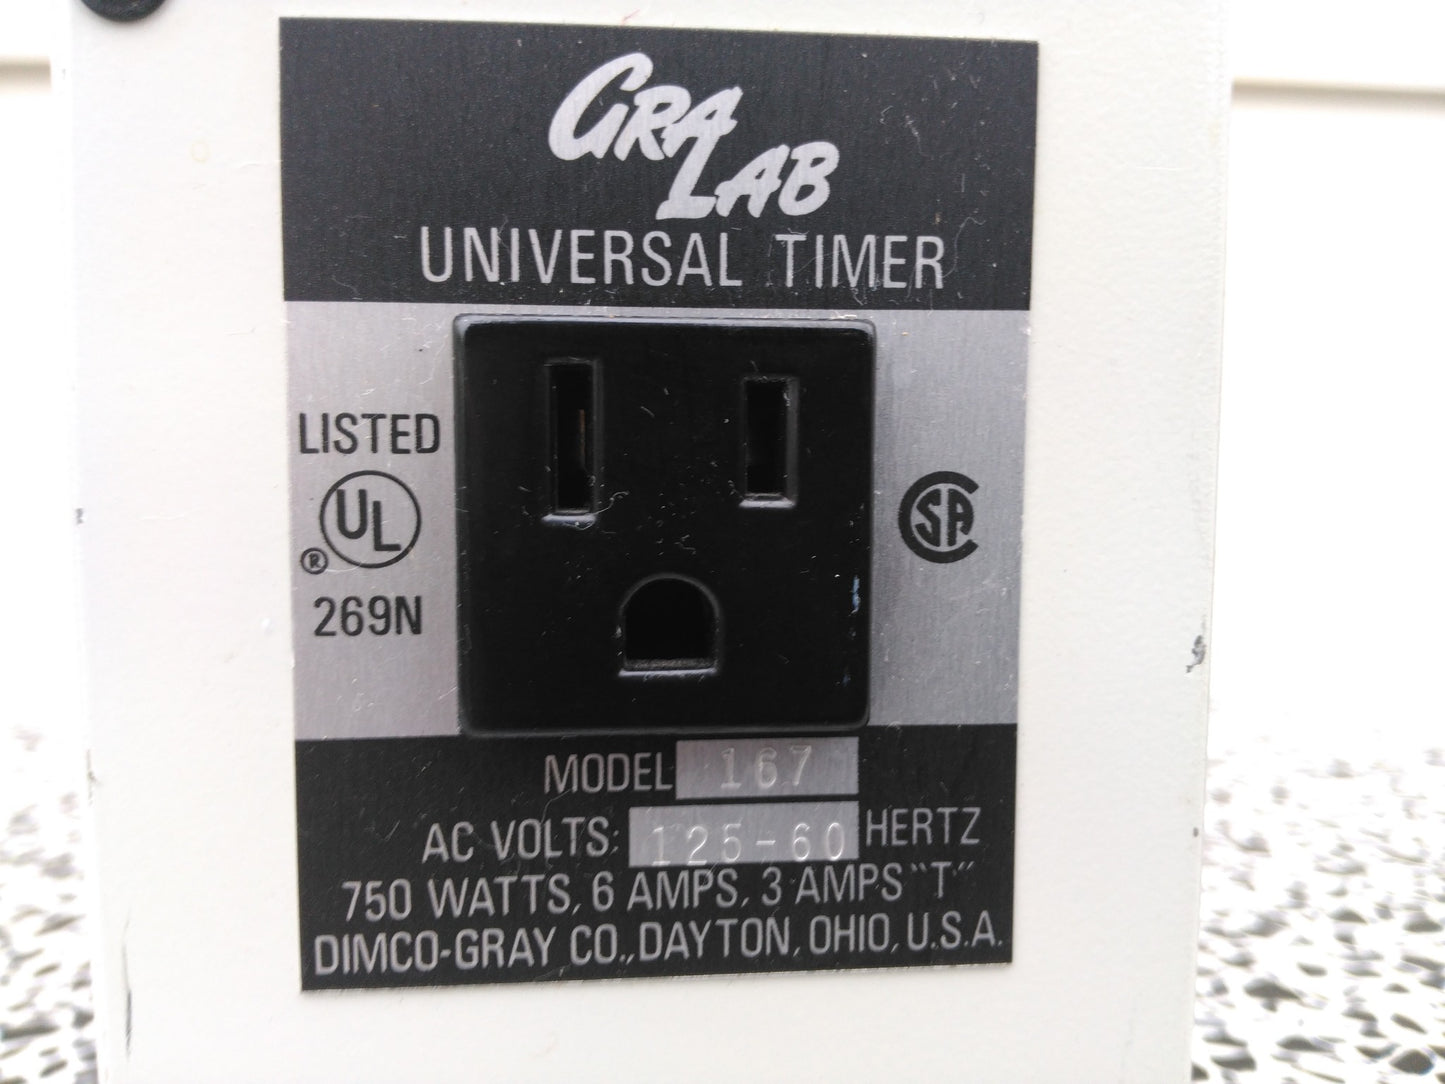 GRA
LAB
UNIVERSAL TIMER
LISTED
UL
®
269N
CSA
MODEL 167
AC VOLTS: 125-60 HERTZ
750 WATTS, 6 AMPS, 3 AMPS "T"
DIMCO-GRAY CO., DAYTON, OHIO, U.S.A.